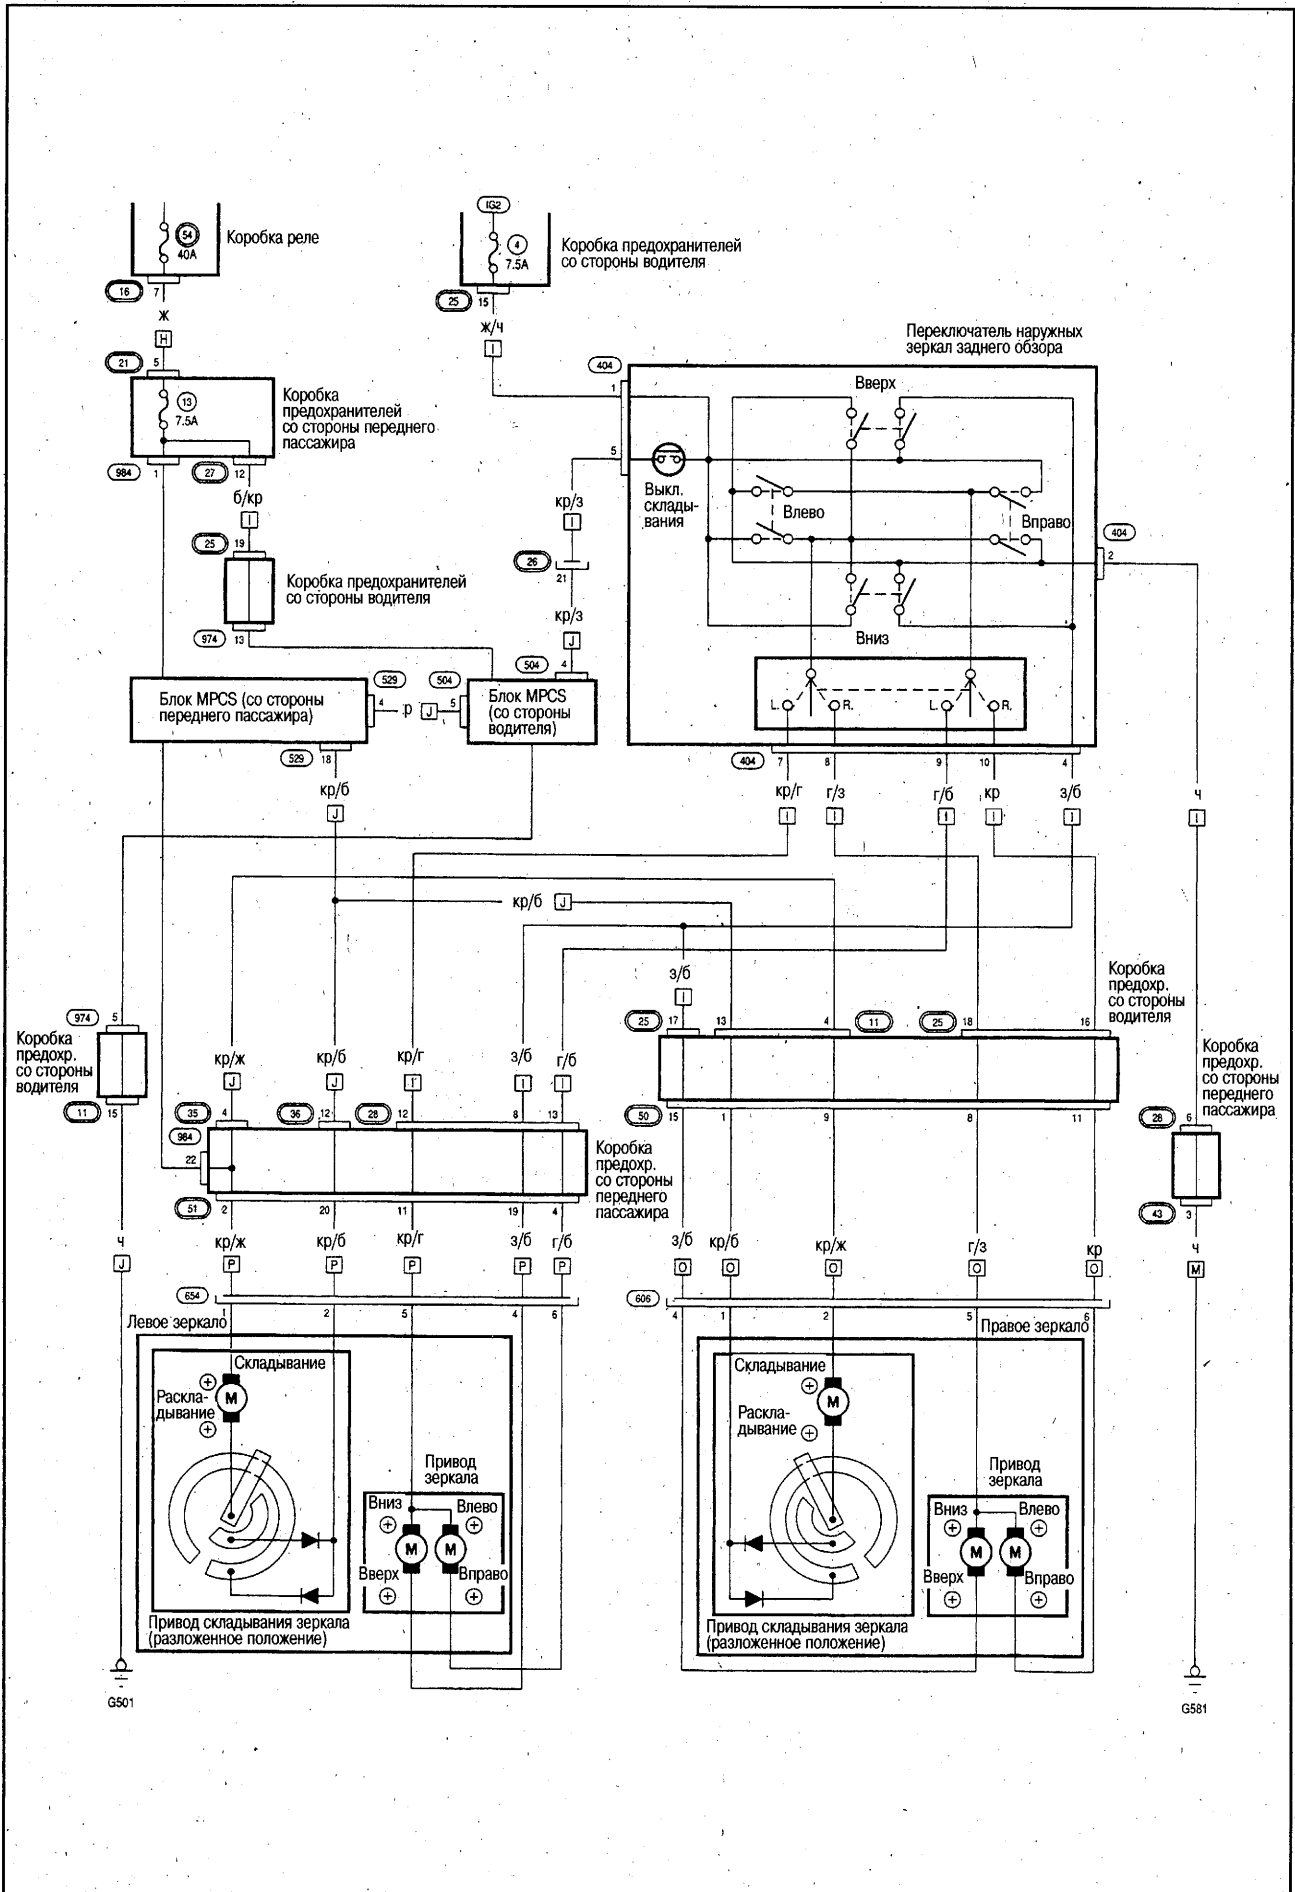 IG2
54
40А
Коробка реле
4
7.5А
Коробка предохранителей
со стороны водителя
16
7
25
15
ж
ж/ч
H
I
Переключатель наружных
зеркал заднего обзора
21
5
404
1
Вверх
13
7.5А
Коробка
предохранителей
со стороны переднего
пассажира
5
984
1
27
12
Выкл.
склады-
вания
Влево
Вправо
б/кр
I
кр/з
I
404
2
25
19
26
21
Коробка предохранителей
со стороны водителя
кр/з
J
974
13
Вниз
504
4
Блок MPCS (со стороны
переднего пассажира)
529
4
р
J
504
5
Блок MPCS
(со стороны
водителя)
L.
R.
L.
R.
529
18
404
7
8
9
10
4
кр/б
J
кр/г
г/з
г/б
кр
з/б
ч
I
I
I
I
I
I
кр/б
J
з/б
I
Коробка
предохр.
со стороны
водителя
974
5
25
17
13
4
11
25
18
16
Коробка
предохр.
со стороны
водителя
Коробка
предохр.
со стороны
переднего
пассажира
кр/ж
кр/б
кр/г
з/б
г/б
J
J
I
I
I
11
15
35
4
36
12
28
12
8
13
50
15
1
9
8
11
28
6
984
22
Коробка
предохр.
со стороны
переднего
пассажира
51
2
20
11
19
4
43
3
ч
J
кр/ж
кр/б
кр/г
з/б
г/б
P
P
P
P
P
з/б
кр/б
кр/ж
г/з
кр
O
O
O
O
O
ч
M
654
1
2
5
4
6
606
4
1
2
5
6
Левое зеркало
Правое зеркало
Складывание
M
Раскла-
дывание
Складывание
M
Раскла-
дывание
Привод
зеркала
Вниз
Влево
M
M
Вверх
Вправо
Привод
зеркала
Вниз
Влево
M
M
Вверх
Вправо
Привод складывания зеркала
(разложенное положение)
Привод складывания зеркала
(разложенное положение)
G501
G581